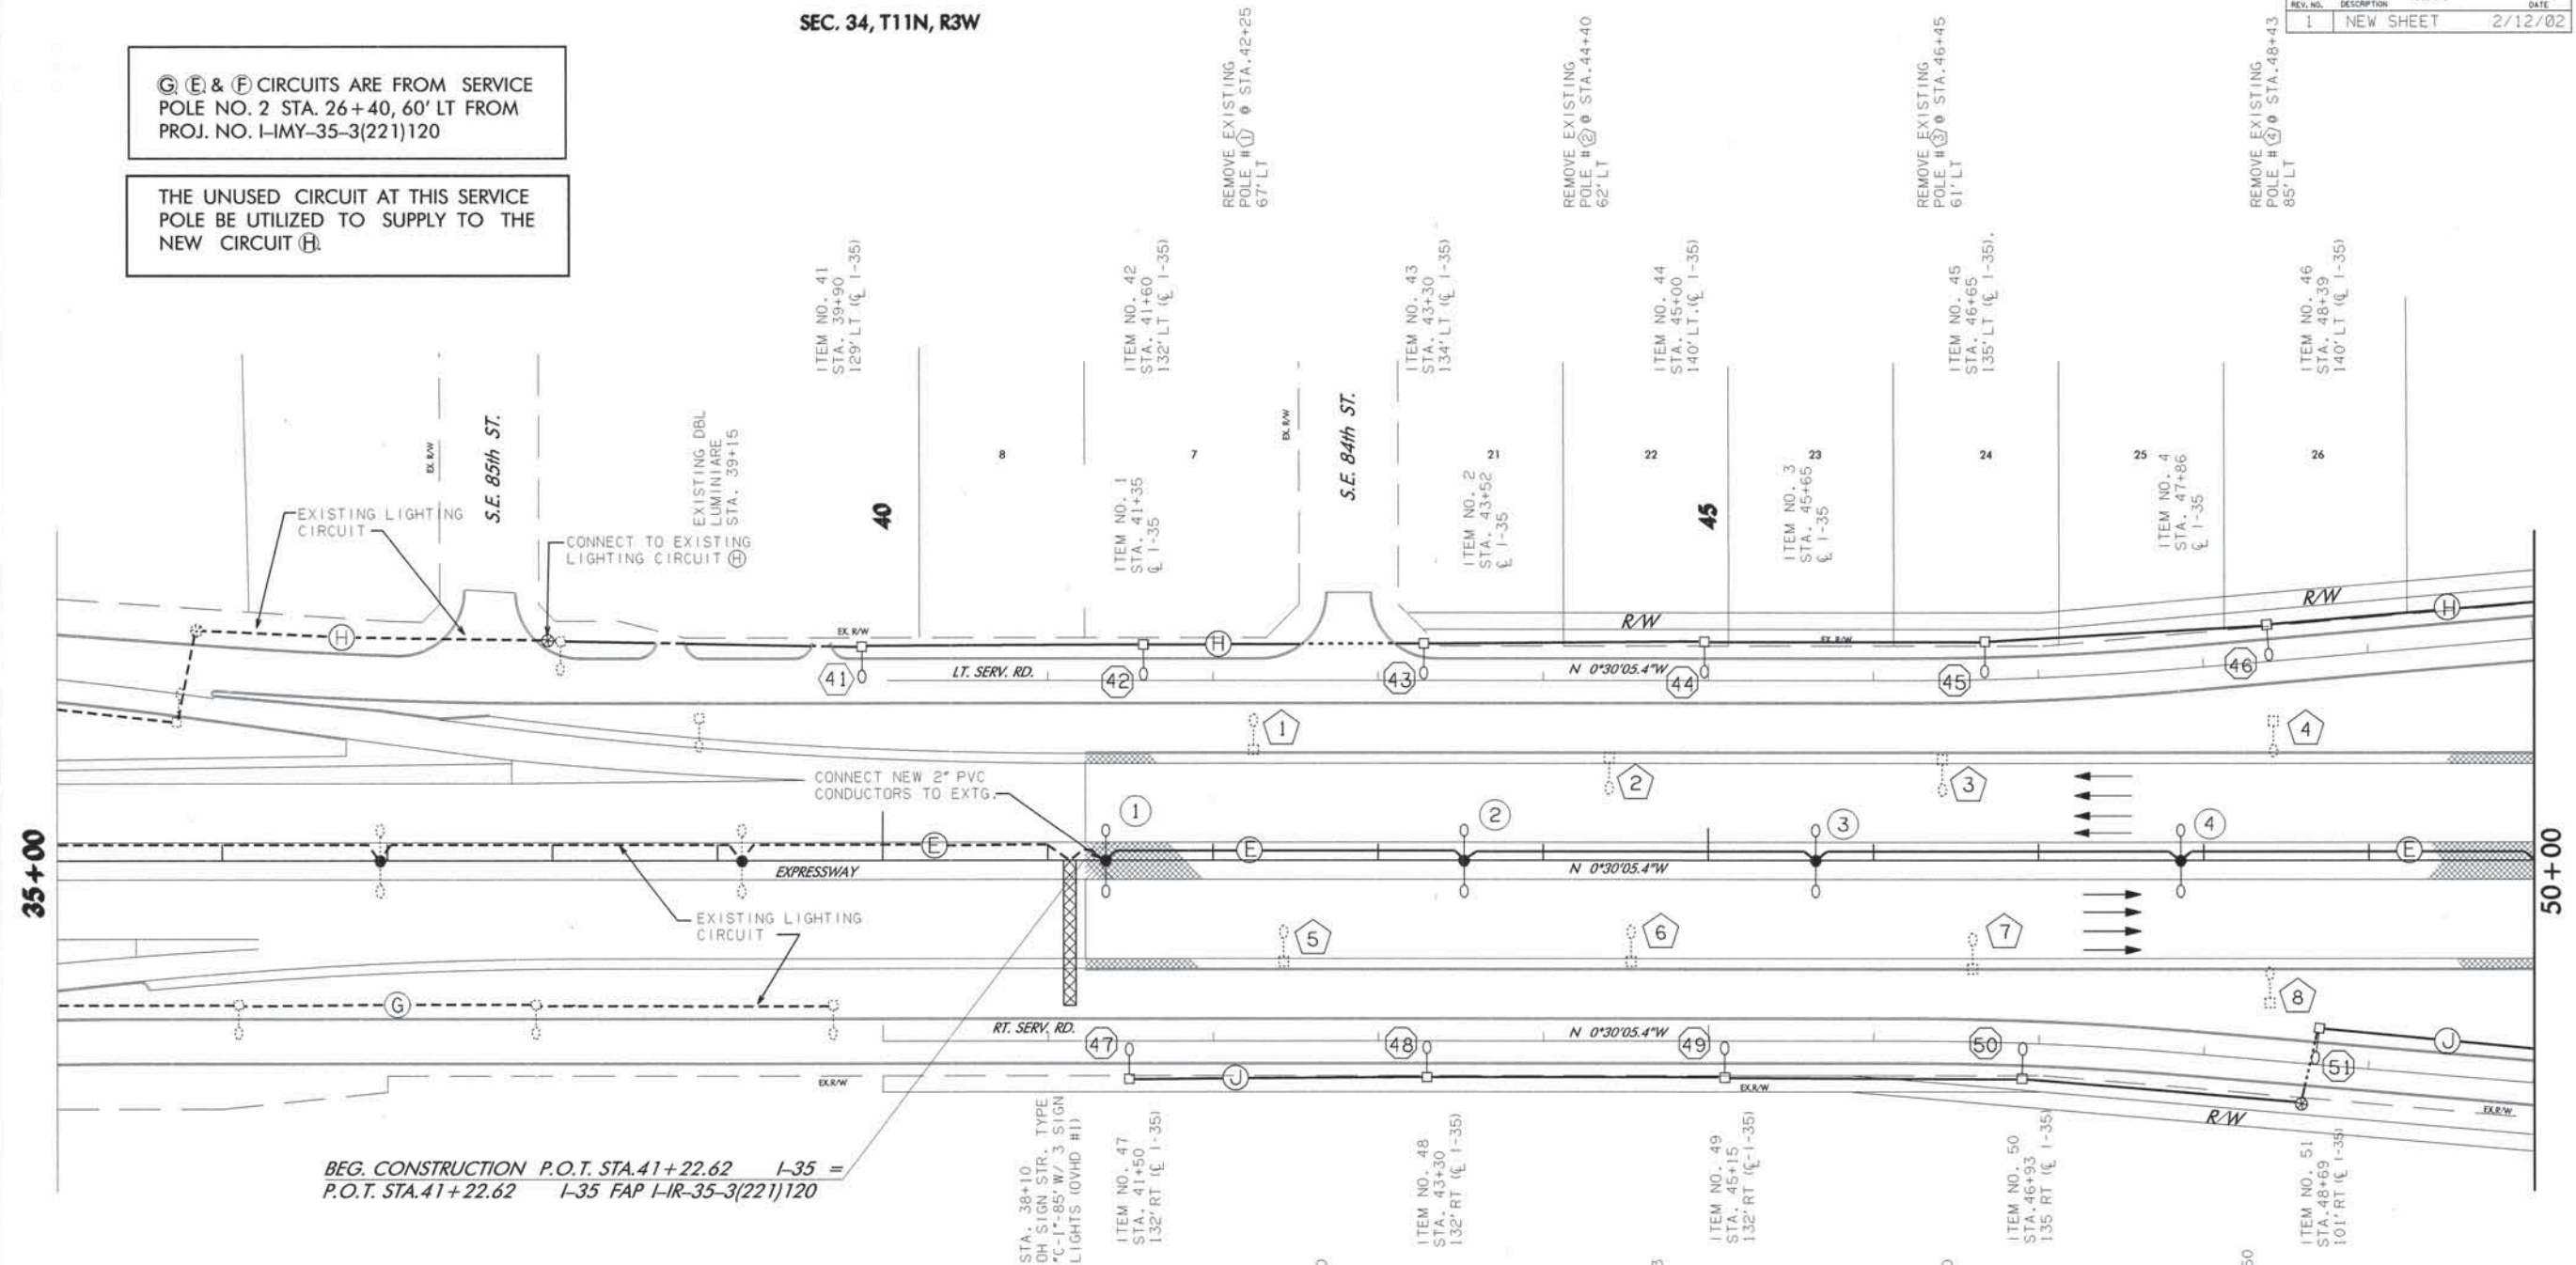 SEC. 34, T11N, R3W
REV. NO. DESCRIPTION DATE
1 NEW SHEET 2/12/02
Ⓖ Ⓔ & Ⓕ CIRCUITS ARE FROM SERVICE
POLE NO. 2 STA. 26+40, 60' LT FROM
PROJ. NO. I-IMY-35-3(221)120
THE UNUSED CIRCUIT AT THIS SERVICE
POLE BE UTILIZED TO SUPPLY TO THE
NEW CIRCUIT Ⓗ.
REMOVE EXISTING
POLE #1 @ STA.42+25
67' LT
REMOVE EXISTING
POLE #2 @ STA.44+40
62' LT
REMOVE EXISTING
POLE #3 @ STA.46+45
61' LT
REMOVE EXISTING
POLE #4 @ STA.48+43
85' LT
ITEM NO. 41
STA. 39+90
129' LT (℄ I-35)
ITEM NO. 42
STA. 41+60
132' LT (℄ I-35)
ITEM NO. 43
STA. 43+30
134' LT (℄ I-35)
ITEM NO. 44
STA. 45+00
140' LT.(℄ I-35)
ITEM NO. 45
STA. 46+65
135' LT (℄ I-35).
ITEM NO. 46
STA. 48+39
140' LT (℄ I-35)
EX. R/W
S.E. 85th ST.
EXISTING DBL
LUMINIARE
STA. 39+15
40
8
7
EX. R/W
S.E. 84th ST.
21
22
23
24
25
26
45
ITEM NO. 1
STA. 41+35
℄ I-35
ITEM NO. 2
STA. 43+52
℄ I-35
ITEM NO. 3
STA. 45+65
℄ I-35
ITEM NO. 4
STA. 47+86
℄ I-35
EXISTING LIGHTING
CIRCUIT
CONNECT TO EXISTING
LIGHTING CIRCUIT Ⓗ
H
EX. R/W
H
R/W
EX. R/W
R/W
H
41
LT. SERV. RD.
42
43
N 0°30'05.4"W
44
45
46
1
2
3
4
CONNECT NEW 2" PVC
CONDUCTORS TO EXTG.
1
2
3
4
35+00
E
E
E
EXPRESSWAY
N 0°30'05.4"W
50+00
EXISTING LIGHTING
CIRCUIT
5
6
7
8
G
RT. SERV. RD.
47
48
N 0°30'05.4"W
49
50
51
J
J
EX.R/W
EX.R/W
R/W
EX.R/W
BEG. CONSTRUCTION P.O.T. STA.41+22.62 I-35 =
P.O.T. STA.41+22.62 I-35 FAP I-IR-35-3(221)120
STA. 38+10
OH SIGN STR. TYPE
"C-1"-85' W/ 3 SIGN
LIGHTS (OVHD #1)
ITEM NO. 47
STA. 41+50
132' RT (℄ I-35)
ITEM NO. 48
STA. 43+30
132' RT (℄ I-35)
ITEM NO. 49
STA. 45+15
132' RT (℄ I-35)
ITEM NO. 50
STA.46+93
135 RT (℄ I-35)
ITEM NO. 51
STA.48+69
101' RT (℄ I-35)